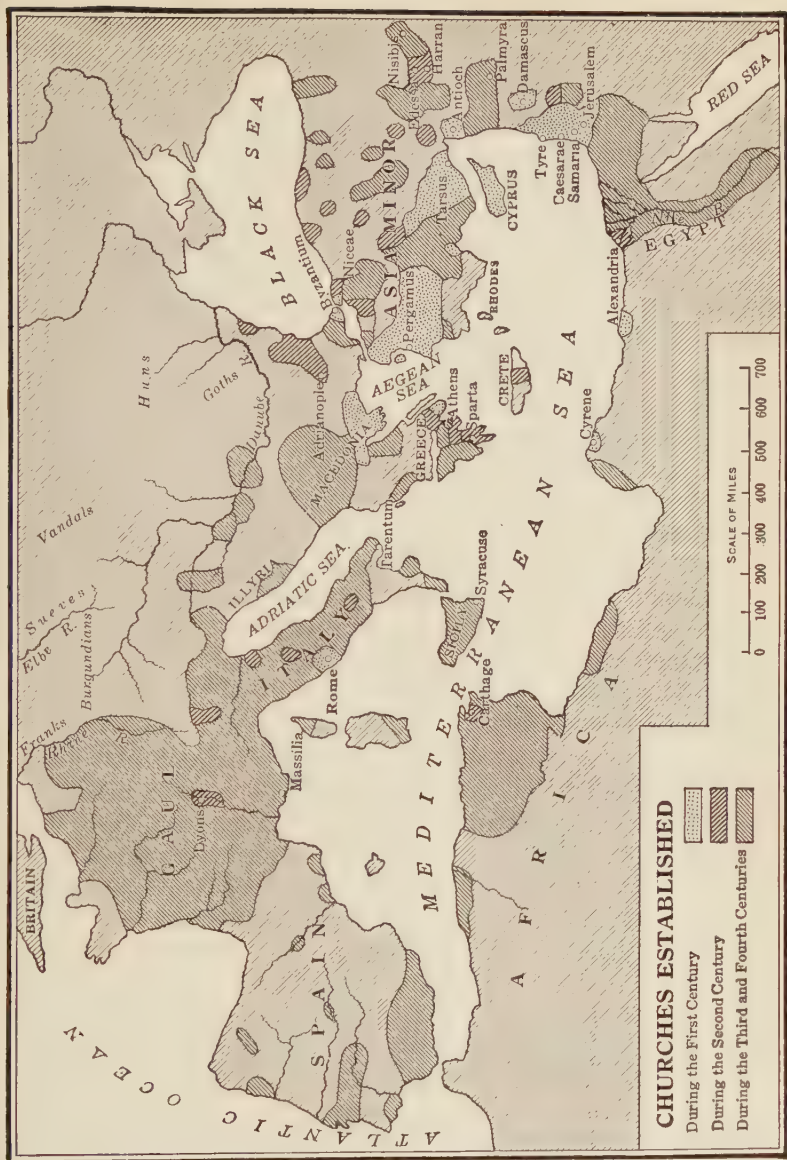 BRITAIN
ATLANTIC OCEAN
SPAIN
GAUL
Lyons
Franks
Rhine R.
Burgundians
Elbe R.
Sueves
Vandals
Huns
Goths
Danube R.
BLACK SEA
Massilia
Rome
ITALY
ADRIATIC SEA.
ILLYRIA
Tarentum
SICILY
Syracuse
MACEDONIA
Adrianople
GREECE
Athens
Sparta
AEGEAN SEA
CRETE
RHODES
CYPRUS
Byzantium
Niceae
ASIA MINOR
Pergamus
Tarsus
Nisibis
Harran
Edessa
Antioch
Palmyra
Damascus
Tyre
Caesarae
Samaria
Jerusalem
RED SEA
EGYPT
Nile R.
Alexandria
Cyrene
Carthage
MEDITERRANEAN SEA
AFRICA
CHURCHES ESTABLISHED
During the First Century
During the Second Century
During the Third and Fourth Centuries
SCALE OF MILES
0 100 200 300 400 500 600 700